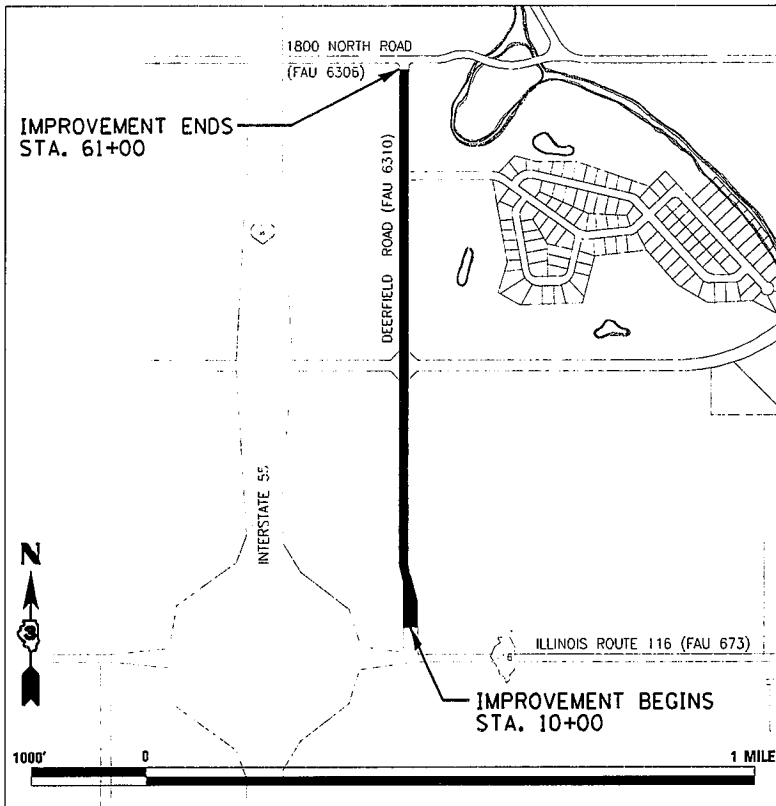 1800 NORTH ROAD
(FAU 6306)
IMPROVEMENT ENDS
STA. 61+00
DEERFIELD ROAD (FAU 6310)
INTERSTATE 55
N
ILLINOIS ROUTE 116 (FAU 673)
IMPROVEMENT BEGINS
STA. 10+00
1000' 0 1 MILE